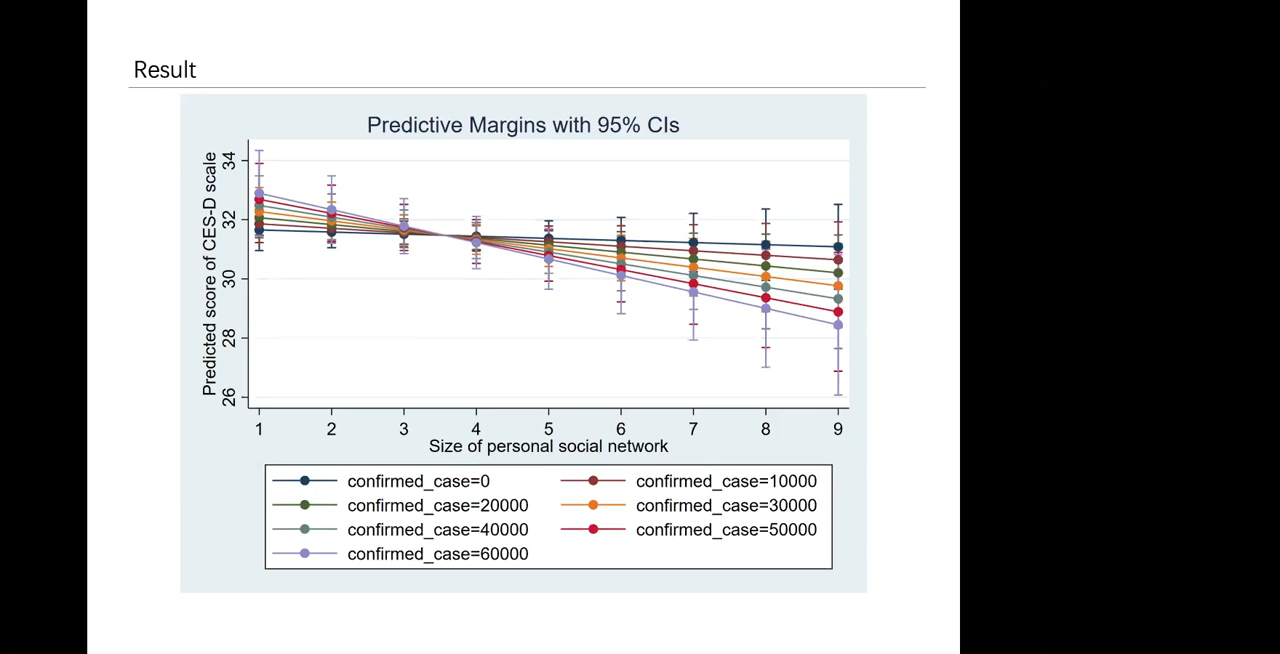 Result
Predictive Margins with 95% CIs
Predicted score of CES-D scale
34
32
30
28
26
1 2 3 4 5 6 7 8 9
Size of personal social network
confirmed_case=0 confirmed_case=10000
confirmed_case=20000 confirmed_case=30000
confirmed_case=40000 confirmed_case=50000
confirmed_case=60000